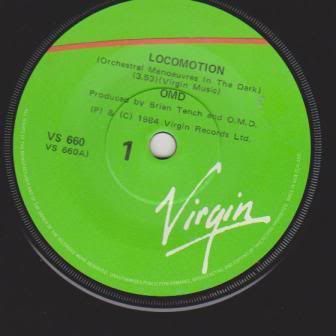 LOCOMOTION
(Orchestral Manoeuvres In The Dark)
(3.53)(Virgin Music)
OMD
Produced by Brian Tench and O.M.D.
(P) & (C) 1984 Virgin Records Ltd.
VS 660
VS 660A)
1
Virgin